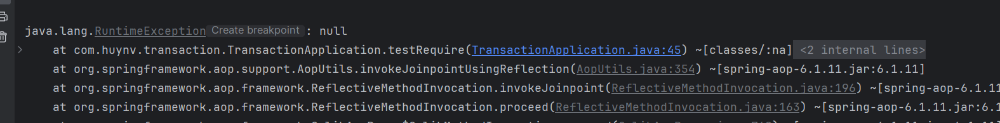 java.lang.RuntimeException Create breakpoint : null
at com.huynv.transaction.TransactionApplication.testRequire(TransactionApplication.java:45) ~[classes/:na] <2 internal lines>
at org.springframework.aop.support.AopUtils.invokeJoinpointUsingReflection(AopUtils.java:354) ~[spring-aop-6.1.11.jar:6.1.11]
at org.springframework.aop.framework.ReflectiveMethodInvocation.invokeJoinpoint(ReflectiveMethodInvocation.java:196) ~[spring-aop-6.1.11
at org.springframework.aop.framework.ReflectiveMethodInvocation.proceed(ReflectiveMethodInvocation.java:163) ~[spring-aop-6.1.11.jar:6.1